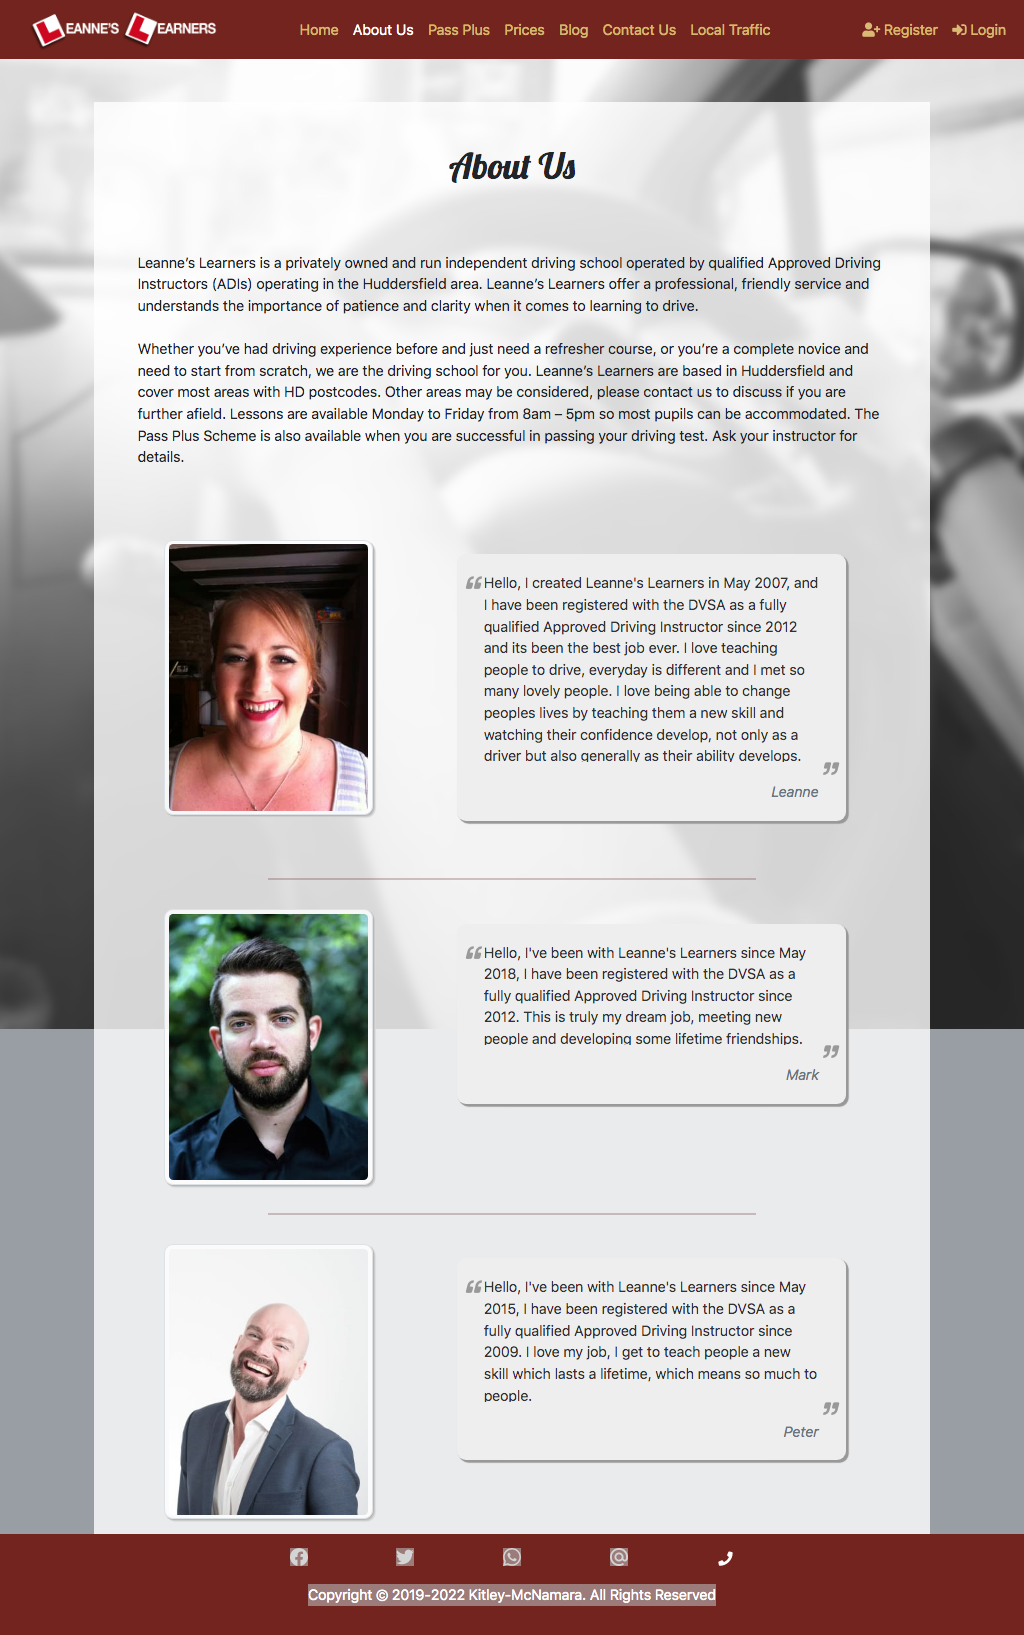 LEANNE'S LEARNERS
Home About Us Pass Plus Prices Blog Contact Us Local Traffic Register Login
About Us
Leanne’s Learners is a privately owned and run independent driving school operated by qualified Approved Driving
Instructors (ADIs) operating in the Huddersfield area. Leanne’s Learners offer a professional, friendly service and
understands the importance of patience and clarity when it comes to learning to drive.
Whether you’ve had driving experience before and just need a refresher course, or you’re a complete novice and
need to start from scratch, we are the driving school for you. Leanne’s Learners are based in Huddersfield and
cover most areas with HD postcodes. Other areas may be considered, please contact us to discuss if you are
further afield. Lessons are available Monday to Friday from 8am – 5pm so most pupils can be accommodated. The
Pass Plus Scheme is also available when you are successful in passing your driving test. Ask your instructor for
details.
“ Hello, I created Leanne's Learners in May 2007, and
I have been registered with the DVSA as a fully
qualified Approved Driving Instructor since 2012
and its been the best job ever. I love teaching
people to drive, everyday is different and I met so
many lovely people. I love being able to change
peoples lives by teaching them a new skill and
watching their confidence develop, not only as a
driver but also generally as their ability develops. ”
Leanne
“ Hello, I've been with Leanne's Learners since May
2018, I have been registered with the DVSA as a
fully qualified Approved Driving Instructor since
2012. This is truly my dream job, meeting new
people and developing some lifetime friendships. ”
Mark
“ Hello, I've been with Leanne's Learners since May
2015, I have been registered with the DVSA as a
fully qualified Approved Driving Instructor since
2009. I love my job, I get to teach people a new
skill which lasts a lifetime, which means so much to
people. ”
Peter
Copyright © 2019-2022 Kitley-McNamara. All Rights Reserved